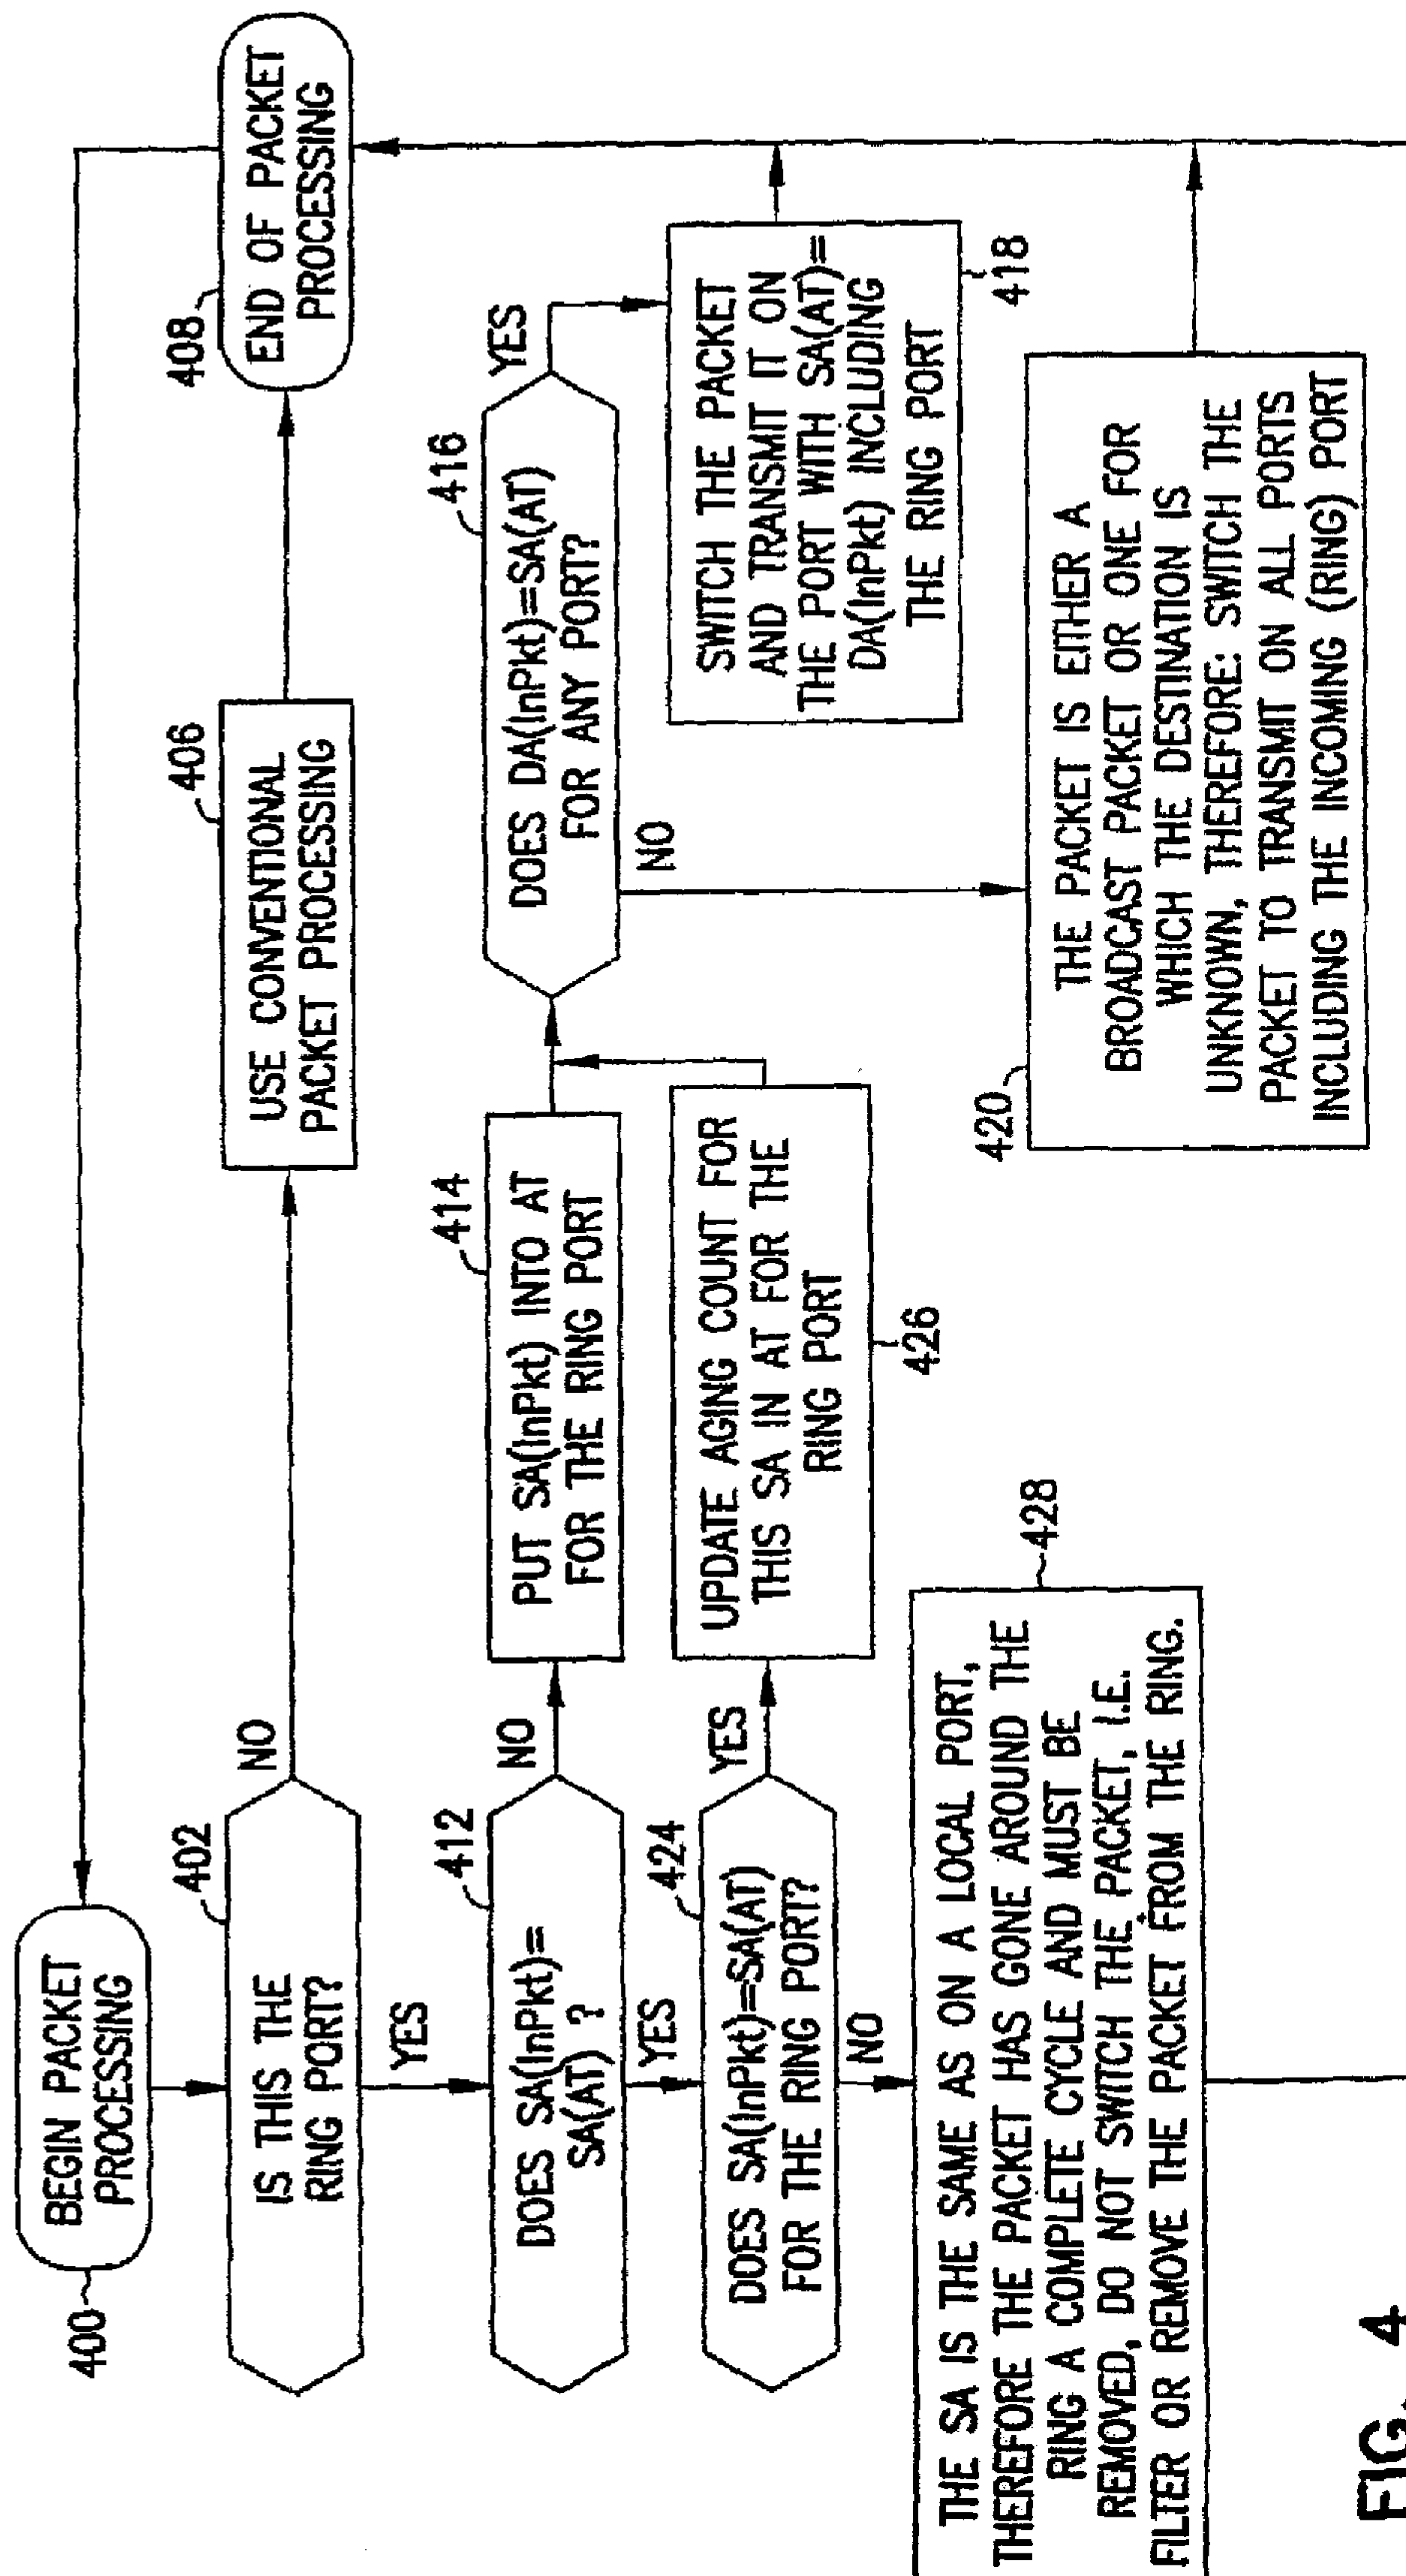 400
BEGIN PACKET
PROCESSING
402
IS THIS THE
RING PORT?
NO
YES
406
USE CONVENTIONAL
PACKET PROCESSING
408
END OF PACKET
PROCESSING
412
DOES SA(InPkt)=
SA(AT) ?
NO
YES
414
PUT SA(InPkt) INTO AT
FOR THE RING PORT
416
DOES DA(InPkt)=SA(AT)
FOR ANY PORT?
YES
NO
SWITCH THE PACKET
AND TRANSMIT IT ON
THE PORT WITH SA(AT)=
DA(InPkt) INCLUDING
THE RING PORT
418
424
DOES SA(InPkt)=SA(AT)
FOR THE RING PORT?
YES
NO
UPDATE AGING COUNT FOR
THIS SA IN AT FOR THE
RING PORT
426
THE SA IS THE SAME AS ON A LOCAL PORT,
THEREFORE THE PACKET HAS GONE AROUND THE
RING A COMPLETE CYCLE AND MUST BE
REMOVED, DO NOT SWITCH THE PACKET, I.E.
FILTER OR REMOVE THE PACKET FROM THE RING.
428
420
THE PACKET IS EITHER A
BROADCAST PACKET OR ONE FOR
WHICH THE DESTINATION IS
UNKNOWN, THEREFORE: SWITCH THE
PACKET TO TRANSMIT ON ALL PORTS
INCLUDING THE INCOMING (RING) PORT
FIG. 4